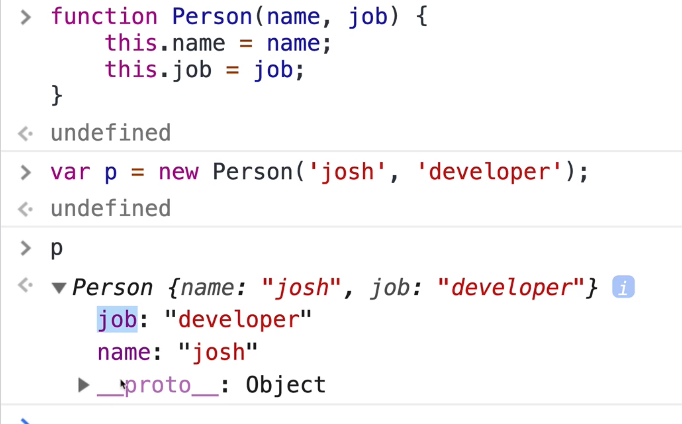 function Person(name, job) {
    this.name = name;
    this.job = job;
}
undefined
var p = new Person('josh', 'developer');
undefined
p
Person {name: "josh", job: "developer"} i
job: "developer"
name: "josh"
__proto__: Object